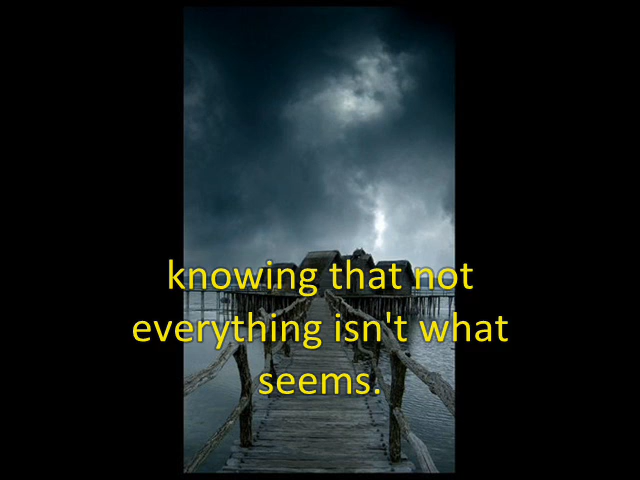 knowing that not
everything isn't what
seems.